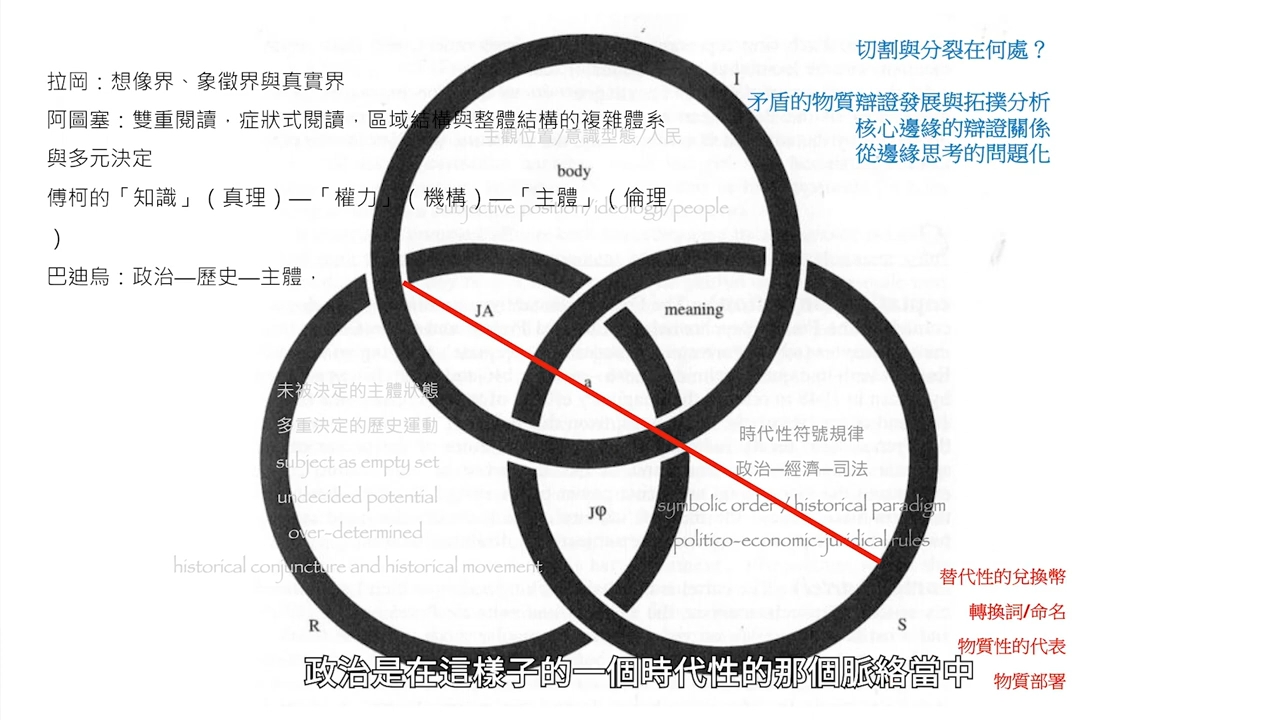 切割與分裂在何處？
拉岡：想像界、象徵界與真實界
I
矛盾的物質辯證發展與拓撲分析
阿圖塞：雙重閱讀，症狀式閱讀，區域結構與整體結構的複雜體系
主觀位置/意識型態/人民
核心邊緣的辯證關係
與多元決定
從邊緣思考的問題化
body
傅柯的「知識」（真理）—「權力」（機構）—「主體」（倫理
）
subjective position/ideology/people
巴迪烏：政治—歷史—主體，
JA
meaning
a
未被決定的主體狀態
多重決定的歷史運動
subject as empty set
undecided potential
over-determined
historical conjuncture and historical movement
時代性符號規律
政治—經濟—司法
symbolic order / historical paradigm
politico-economic-juridical rules
Jφ
R
S
替代性的兌換幣
轉換詞/命名
物質性的代表
物質部署
政治是在這樣子的一個時代性的那個脈絡當中